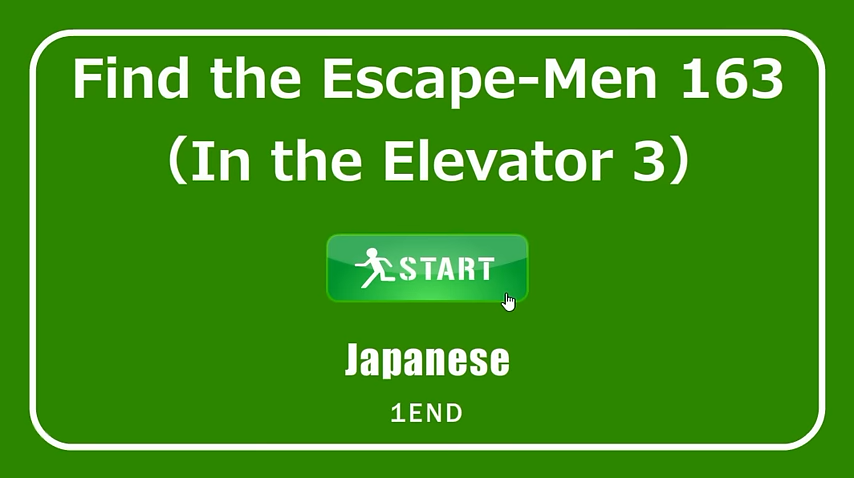 Find the Escape-Men 163
(In the Elevator 3)
START
Japanese
1END